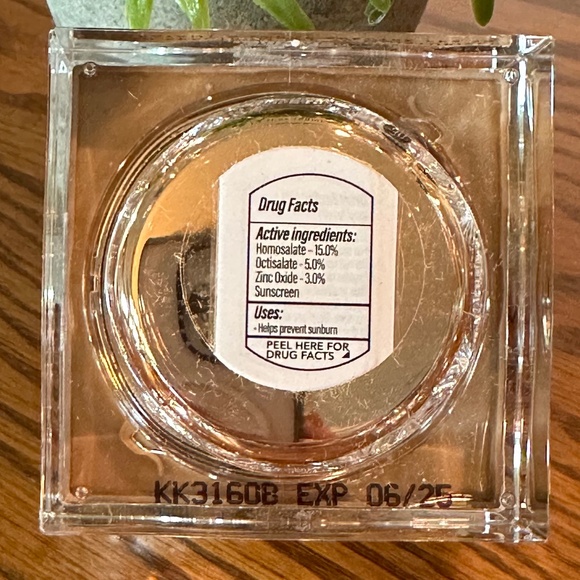 Drug Facts
Active ingredients:
Homosalate - 15.0%
Octisalate - 5.0%
Zinc Oxide - 3.0%
Sunscreen
Uses:
• Helps prevent sunburn
PEEL HERE FOR
DRUG FACTS
KK3160B EXP 06/25